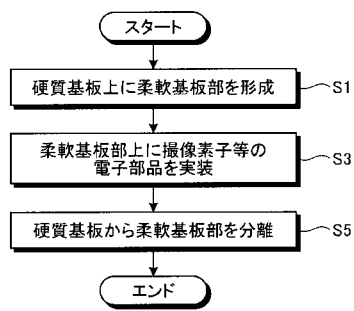 スタート
硬質基板上に柔軟基板部を形成
S1
柔軟基板部上に撮像素子等の
電子部品を実装
S3
硬質基板から柔軟基板部を分離
S5
エンド